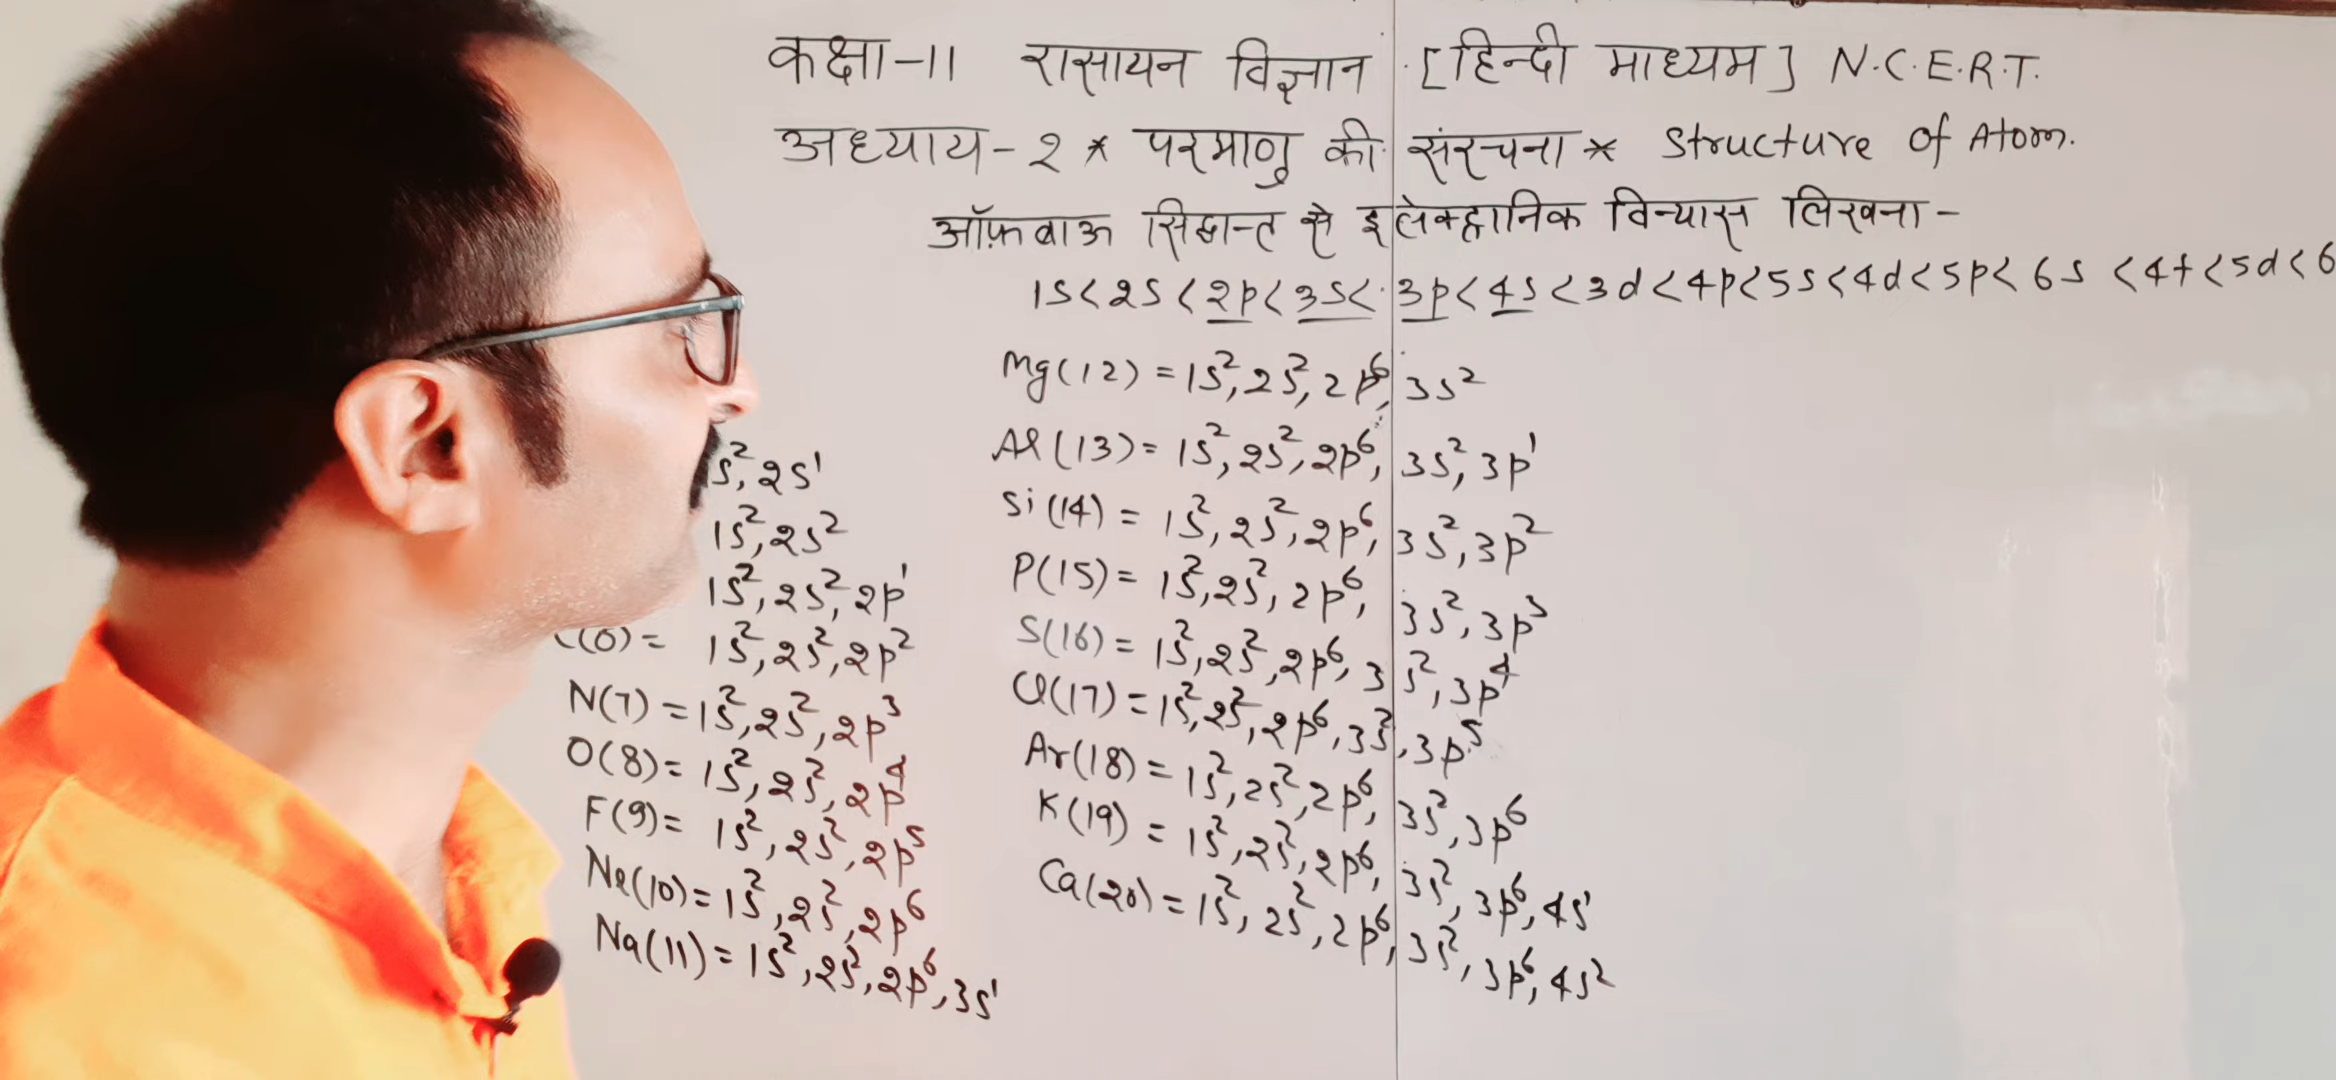 कक्षा-11 रासायन विज्ञान [हिन्दी माध्यम] N.C.E.R.T.
अध्याय-2 * परमाणु की संरचना * Structure of Atom.
ऑफ़बाऊ सिद्धान्त से इलेक्ट्रानिक विन्यास लिखना-
1s<2s<2p<3s<3p<4s<3d<4p<5s<4d<5p<6s<4f<5d<6
s²,2s¹
1s²,2s²
1s²,2s²,2p¹
C(6)= 1s²,2s²,2p²
N(7)=1s²,2s²,2p³
O(8)=1s²,2s²,2p⁴
F(9)= 1s²,2s²,2p⁵
Ne(10)=1s²,2s²,2p⁶
Na(11)=1s²,2s²,2p⁶,3s¹
Mg(12)=1s²,2s²,2p⁶,3s²
Al(13)=1s²,2s²,2p⁶,3s²,3p¹
Si(14)=1s²,2s²,2p⁶,3s²,3p²
P(15)=1s²,2s²,2p⁶,3s²,3p³
S(16)=1s²,2s²,2p⁶,3s²,3p⁴
Cl(17)=1s²,2s²,2p⁶,3s²,3p⁵
Ar(18)=1s²,2s²,2p⁶,3s²,3p⁶
K(19)=1s²,2s²,2p⁶,3s²,3p⁶,4s¹
Ca(20)=1s²,2s²,2p⁶,3s²,3p⁶,4s²